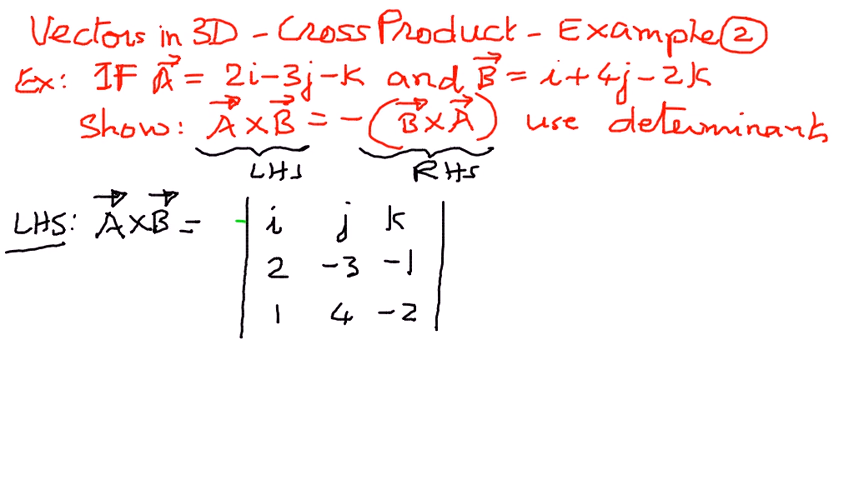 Vectors in 3D - Cross Product - Example ②
Ex: IF A⃗ = 2i-3j-k and B⃗ = i+4j-2k
Show: A⃗ × B⃗ = - (B⃗ × A⃗) use determinants
LHS RHS
LHS: A⃗ × B⃗ = | i j k |
| 2 -3 -1 |
| 1 4 -2 |